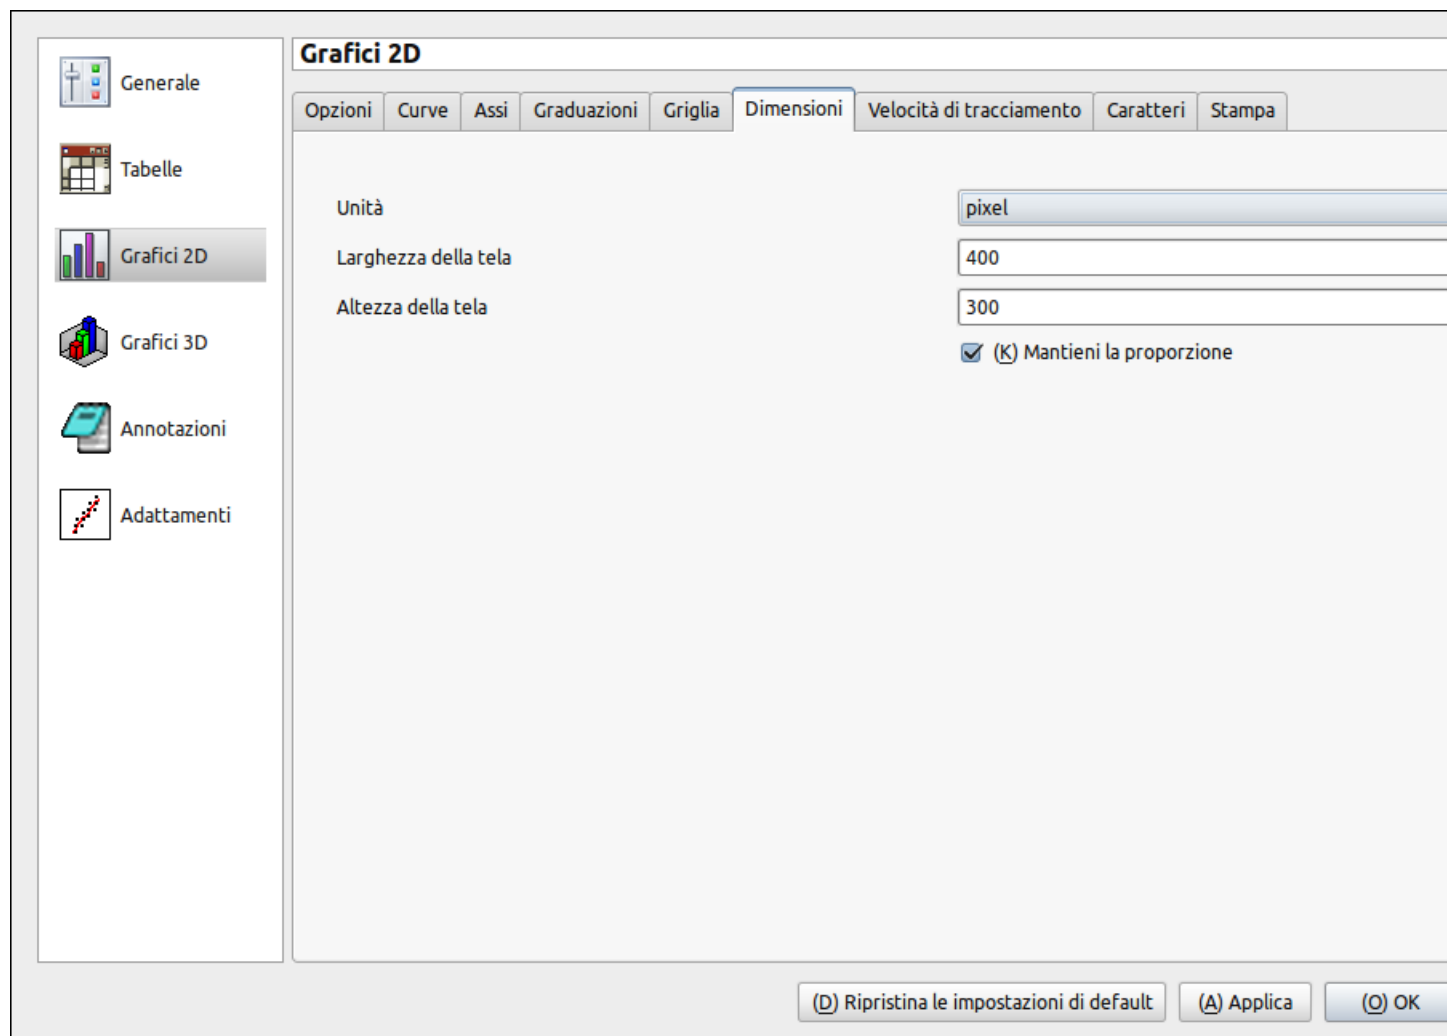 Generale
Tabelle
Grafici 2D
Grafici 3D
Annotazioni
Adattamenti
Grafici 2D
Opzioni Curve Assi Graduazioni Griglia Dimensioni Velocità di tracciamento Caratteri Stampa
Unità pixel
Larghezza della tela 400
Altezza della tela 300
(K) Mantieni la proporzione
(D) Ripristina le impostazioni di default (A) Applica (O) OK